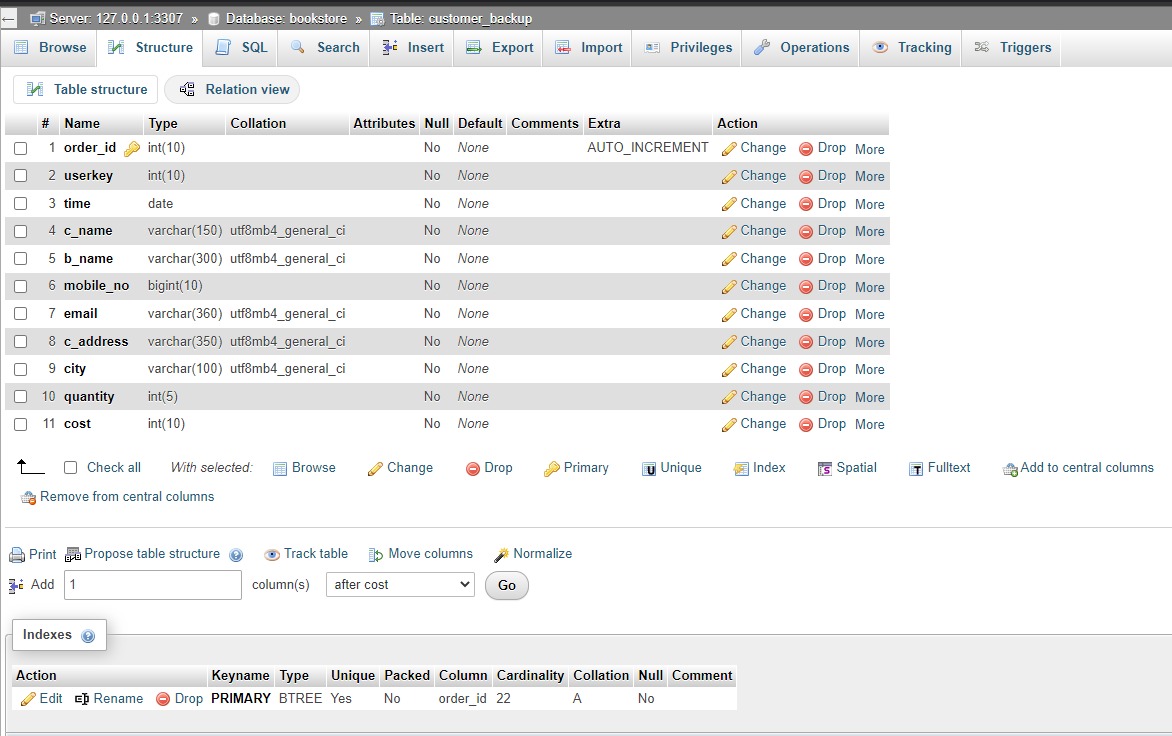 Server: 127.0.0.1:3307 » Database: bookstore » Table: customer_backup
Browse Structure SQL Search Insert Export Import Privileges Operations Tracking Triggers
Table structure Relation view
# Name Type Collation Attributes Null Default Comments Extra Action
1 order_id int(10) No None AUTO_INCREMENT Change Drop More
2 userkey int(10) No None Change Drop More
3 time date No None Change Drop More
4 c_name varchar(150) utf8mb4_general_ci No None Change Drop More
5 b_name varchar(300) utf8mb4_general_ci No None Change Drop More
6 mobile_no bigint(10) No None Change Drop More
7 email varchar(360) utf8mb4_general_ci No None Change Drop More
8 c_address varchar(350) utf8mb4_general_ci No None Change Drop More
9 city varchar(100) utf8mb4_general_ci No None Change Drop More
10 quantity int(5) No None Change Drop More
11 cost int(10) No None Change Drop More
Check all With selected: Browse Change Drop Primary Unique Index Spatial Fulltext Add to central columns
Remove from central columns
Print Propose table structure Track table Move columns Normalize
Add 1 column(s) after cost Go
Indexes
Action Keyname Type Unique Packed Column Cardinality Collation Null Comment
Edit Rename Drop PRIMARY BTREE Yes No order_id 22 A No